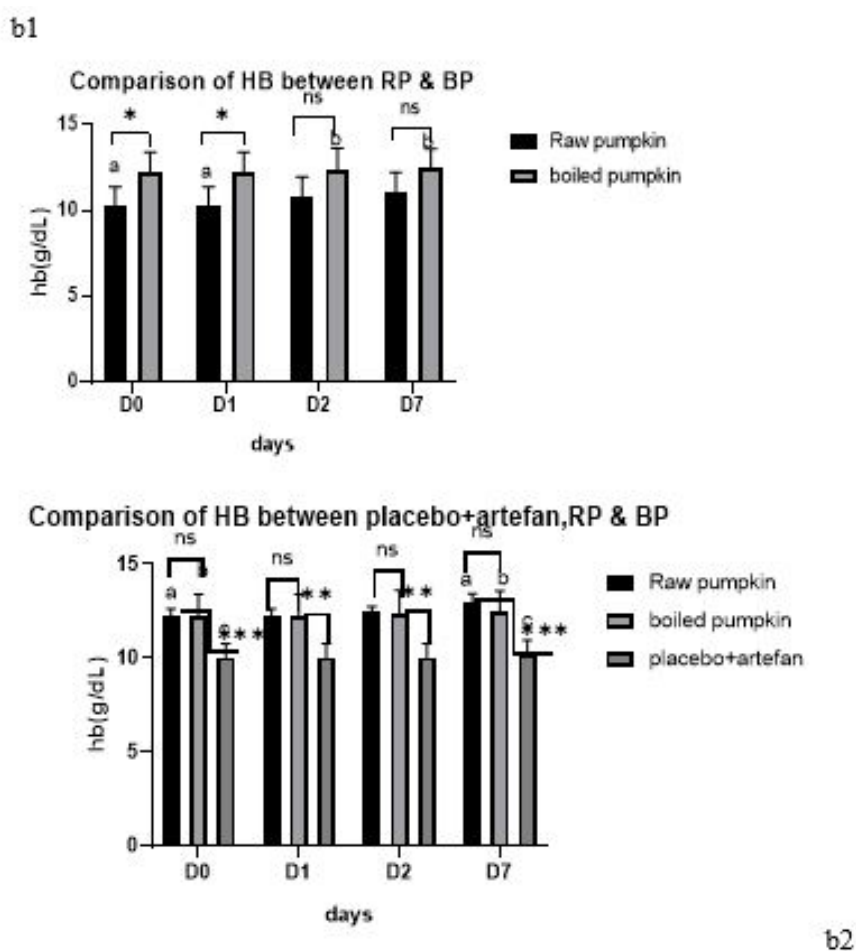 b1
Comparison of HB between RP & BP
* * ns ns
a a b b
Raw pumpkin
boiled pumpkin
hb(g/dL)
15
10
5
0
D0 D1 D2 D7
days
Comparison of HB between placebo+artefan,RP & BP
ns ns ns ns
a a b
*** ** ** c ***
Raw pumpkin
boiled pumpkin
placebo+artefan
hb(g/dL)
15
10
5
0
D0 D1 D2 D7
days
b2